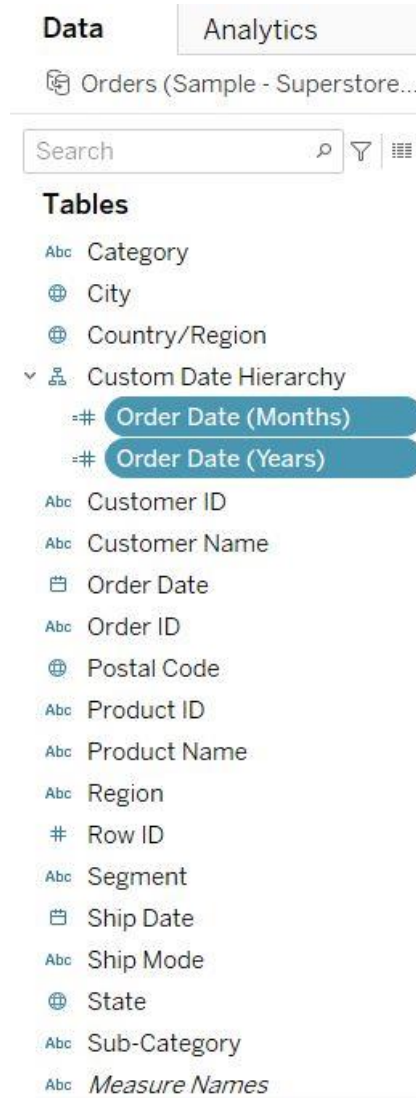 Data Analytics
Orders (Sample - Superstore...
Search
Tables
Abc Category
City
Country/Region
Custom Date Hierarchy
=# Order Date (Months)
=# Order Date (Years)
Abc Customer ID
Abc Customer Name
Order Date
Abc Order ID
Postal Code
Abc Product ID
Abc Product Name
Abc Region
# Row ID
Abc Segment
Ship Date
Abc Ship Mode
State
Abc Sub-Category
Abc Measure Names